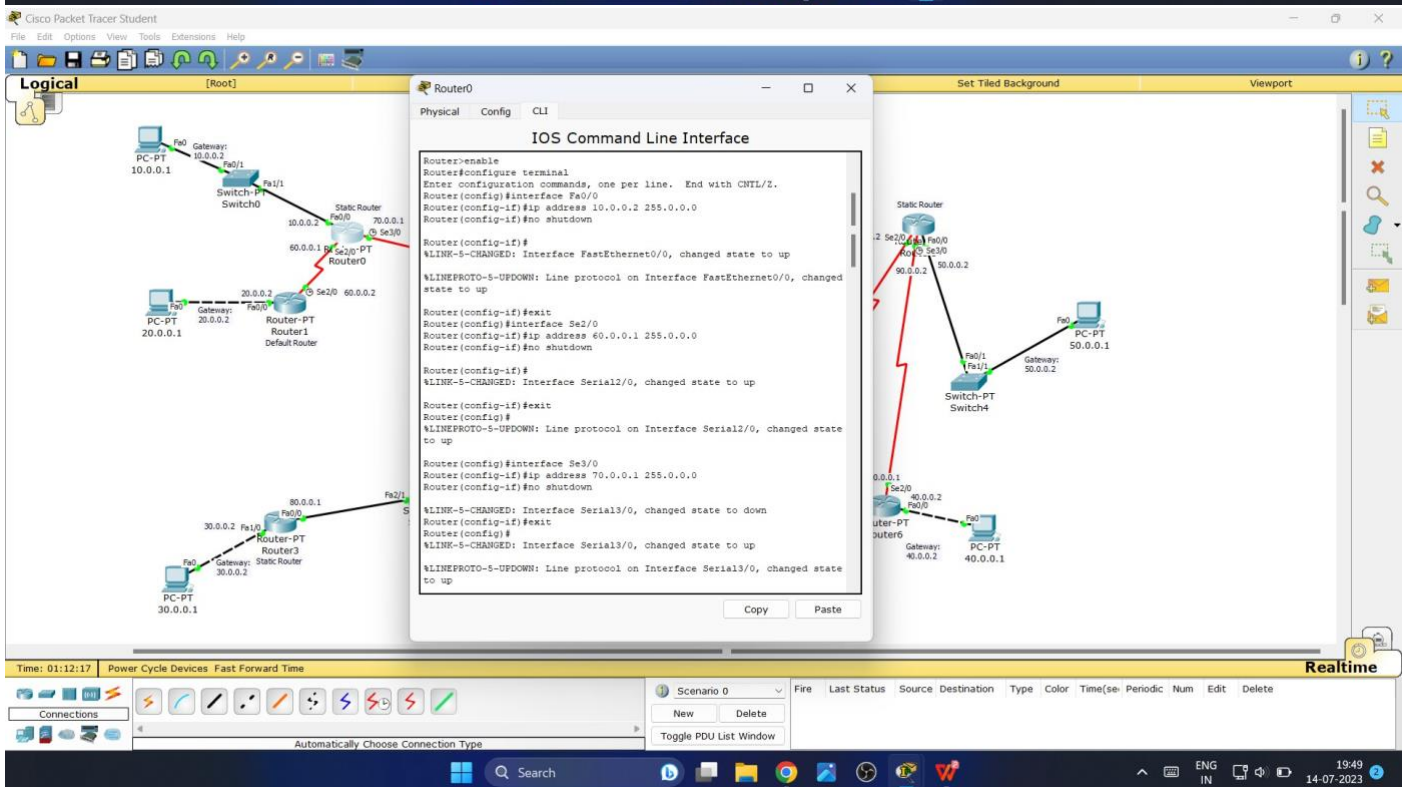 Cisco Packet Tracer Student
File Edit Options View Tools Extensions Help
Logical
[Root]
Set Tiled Background
Viewport
Router0
Physical Config CLI
IOS Command Line Interface
Router>enable
Router#configure terminal
Enter configuration commands, one per line. End with CNTL/Z.
Router(config)#interface Fa0/0
Router(config-if)#ip address 10.0.0.2 255.0.0.0
Router(config-if)#no shutdown
Router(config-if)#
%LINK-5-CHANGED: Interface FastEthernet0/0, changed state to up
%LINEPROTO-5-UPDOWN: Line protocol on Interface FastEthernet0/0, changed
state to up
Router(config-if)#exit
Router(config)#interface Se2/0
Router(config-if)#ip address 60.0.0.1 255.0.0.0
Router(config-if)#no shutdown
Router(config-if)#
%LINK-5-CHANGED: Interface Serial2/0, changed state to up
Router(config-if)#exit
Router(config)#
%LINEPROTO-5-UPDOWN: Line protocol on Interface Serial2/0, changed state
to up
Router(config)#interface Se3/0
Router(config-if)#ip address 70.0.0.1 255.0.0.0
Router(config-if)#no shutdown
%LINK-5-CHANGED: Interface Serial3/0, changed state to down
Router(config-if)#exit
Router(config)#
%LINK-5-CHANGED: Interface Serial3/0, changed state to up
%LINEPROTO-5-UPDOWN: Line protocol on Interface Serial3/0, changed state
to up
Copy Paste
Fa0
Gateway:
10.0.0.2
PC-PT
10.0.0.1
Fa0/1
Fa1/1
Switch-PT
Switch0
Static Router
10.0.0.2
Fa0/0
70.0.0.1
Se3/0
60.0.0.1
Se2/0
Router0
20.0.0.2
Se2/0
60.0.0.2
Fa0
Fa0/0
Gateway:
20.0.0.2
PC-PT
20.0.0.1
Router-PT
Router1
Default Router
80.0.0.1
Fa2/1
Fa0/0
30.0.0.2
Fa1/0
Router-PT
Router3
Static Router
Fa0
Gateway:
30.0.0.2
PC-PT
30.0.0.1
Static Router
.2
Se2/0
Fa0/0
Se3/0
50.0.0.2
90.0.0.2
Fa0
PC-PT
50.0.0.1
Fa0/1
Fa1/1
Gateway:
50.0.0.2
Switch-PT
Switch4
0.0.0.1
Se2/0
40.0.0.2
Fa0/0
Fa0
uter-PT
outer6
Gateway:
40.0.0.2
PC-PT
40.0.0.1
Time: 01:12:17 Power Cycle Devices Fast Forward Time
Realtime
Connections
Automatically Choose Connection Type
Scenario 0
New Delete
Toggle PDU List Window
Fire Last Status Source Destination Type Color Time(se Periodic Num Edit Delete
Search
ENG
IN
19:49
14-07-2023
2